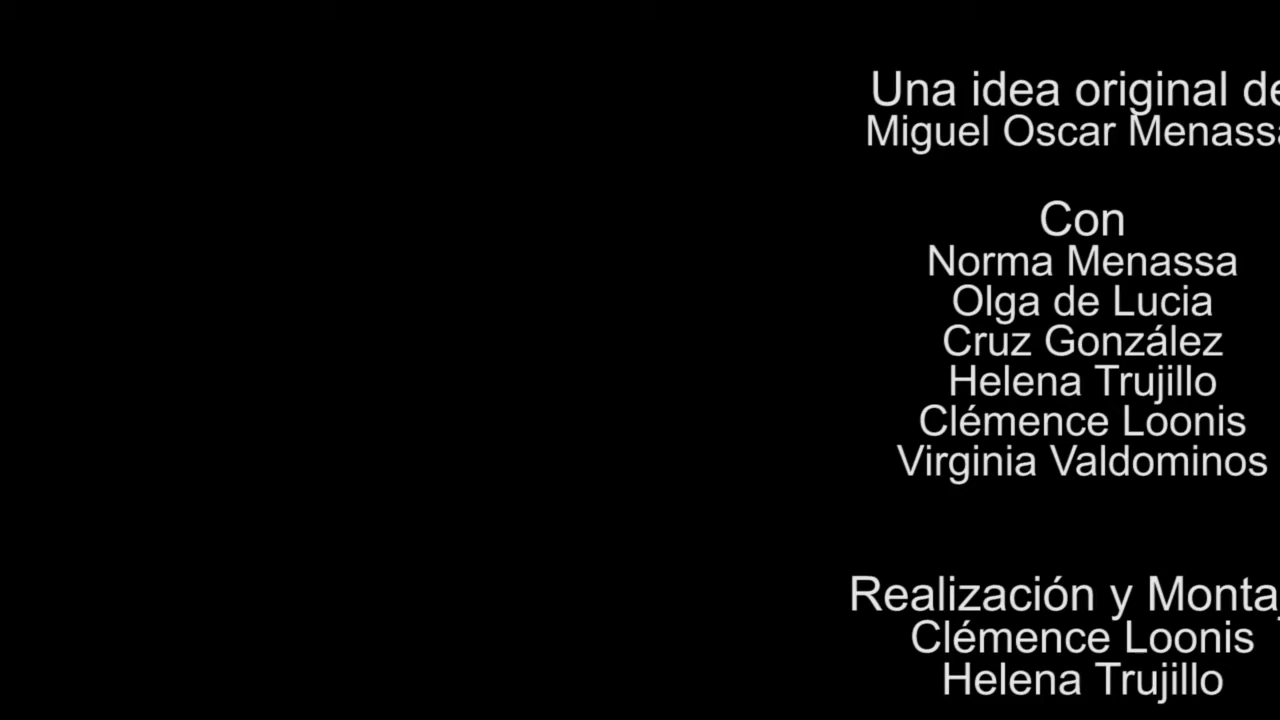 Una idea original de
Miguel Oscar Menassa
Con
Norma Menassa
Olga de Lucia
Cruz González
Helena Trujillo
Clémence Loonis
Virginia Valdominos
Realización y Monta
Clémence Loonis
Helena Trujillo